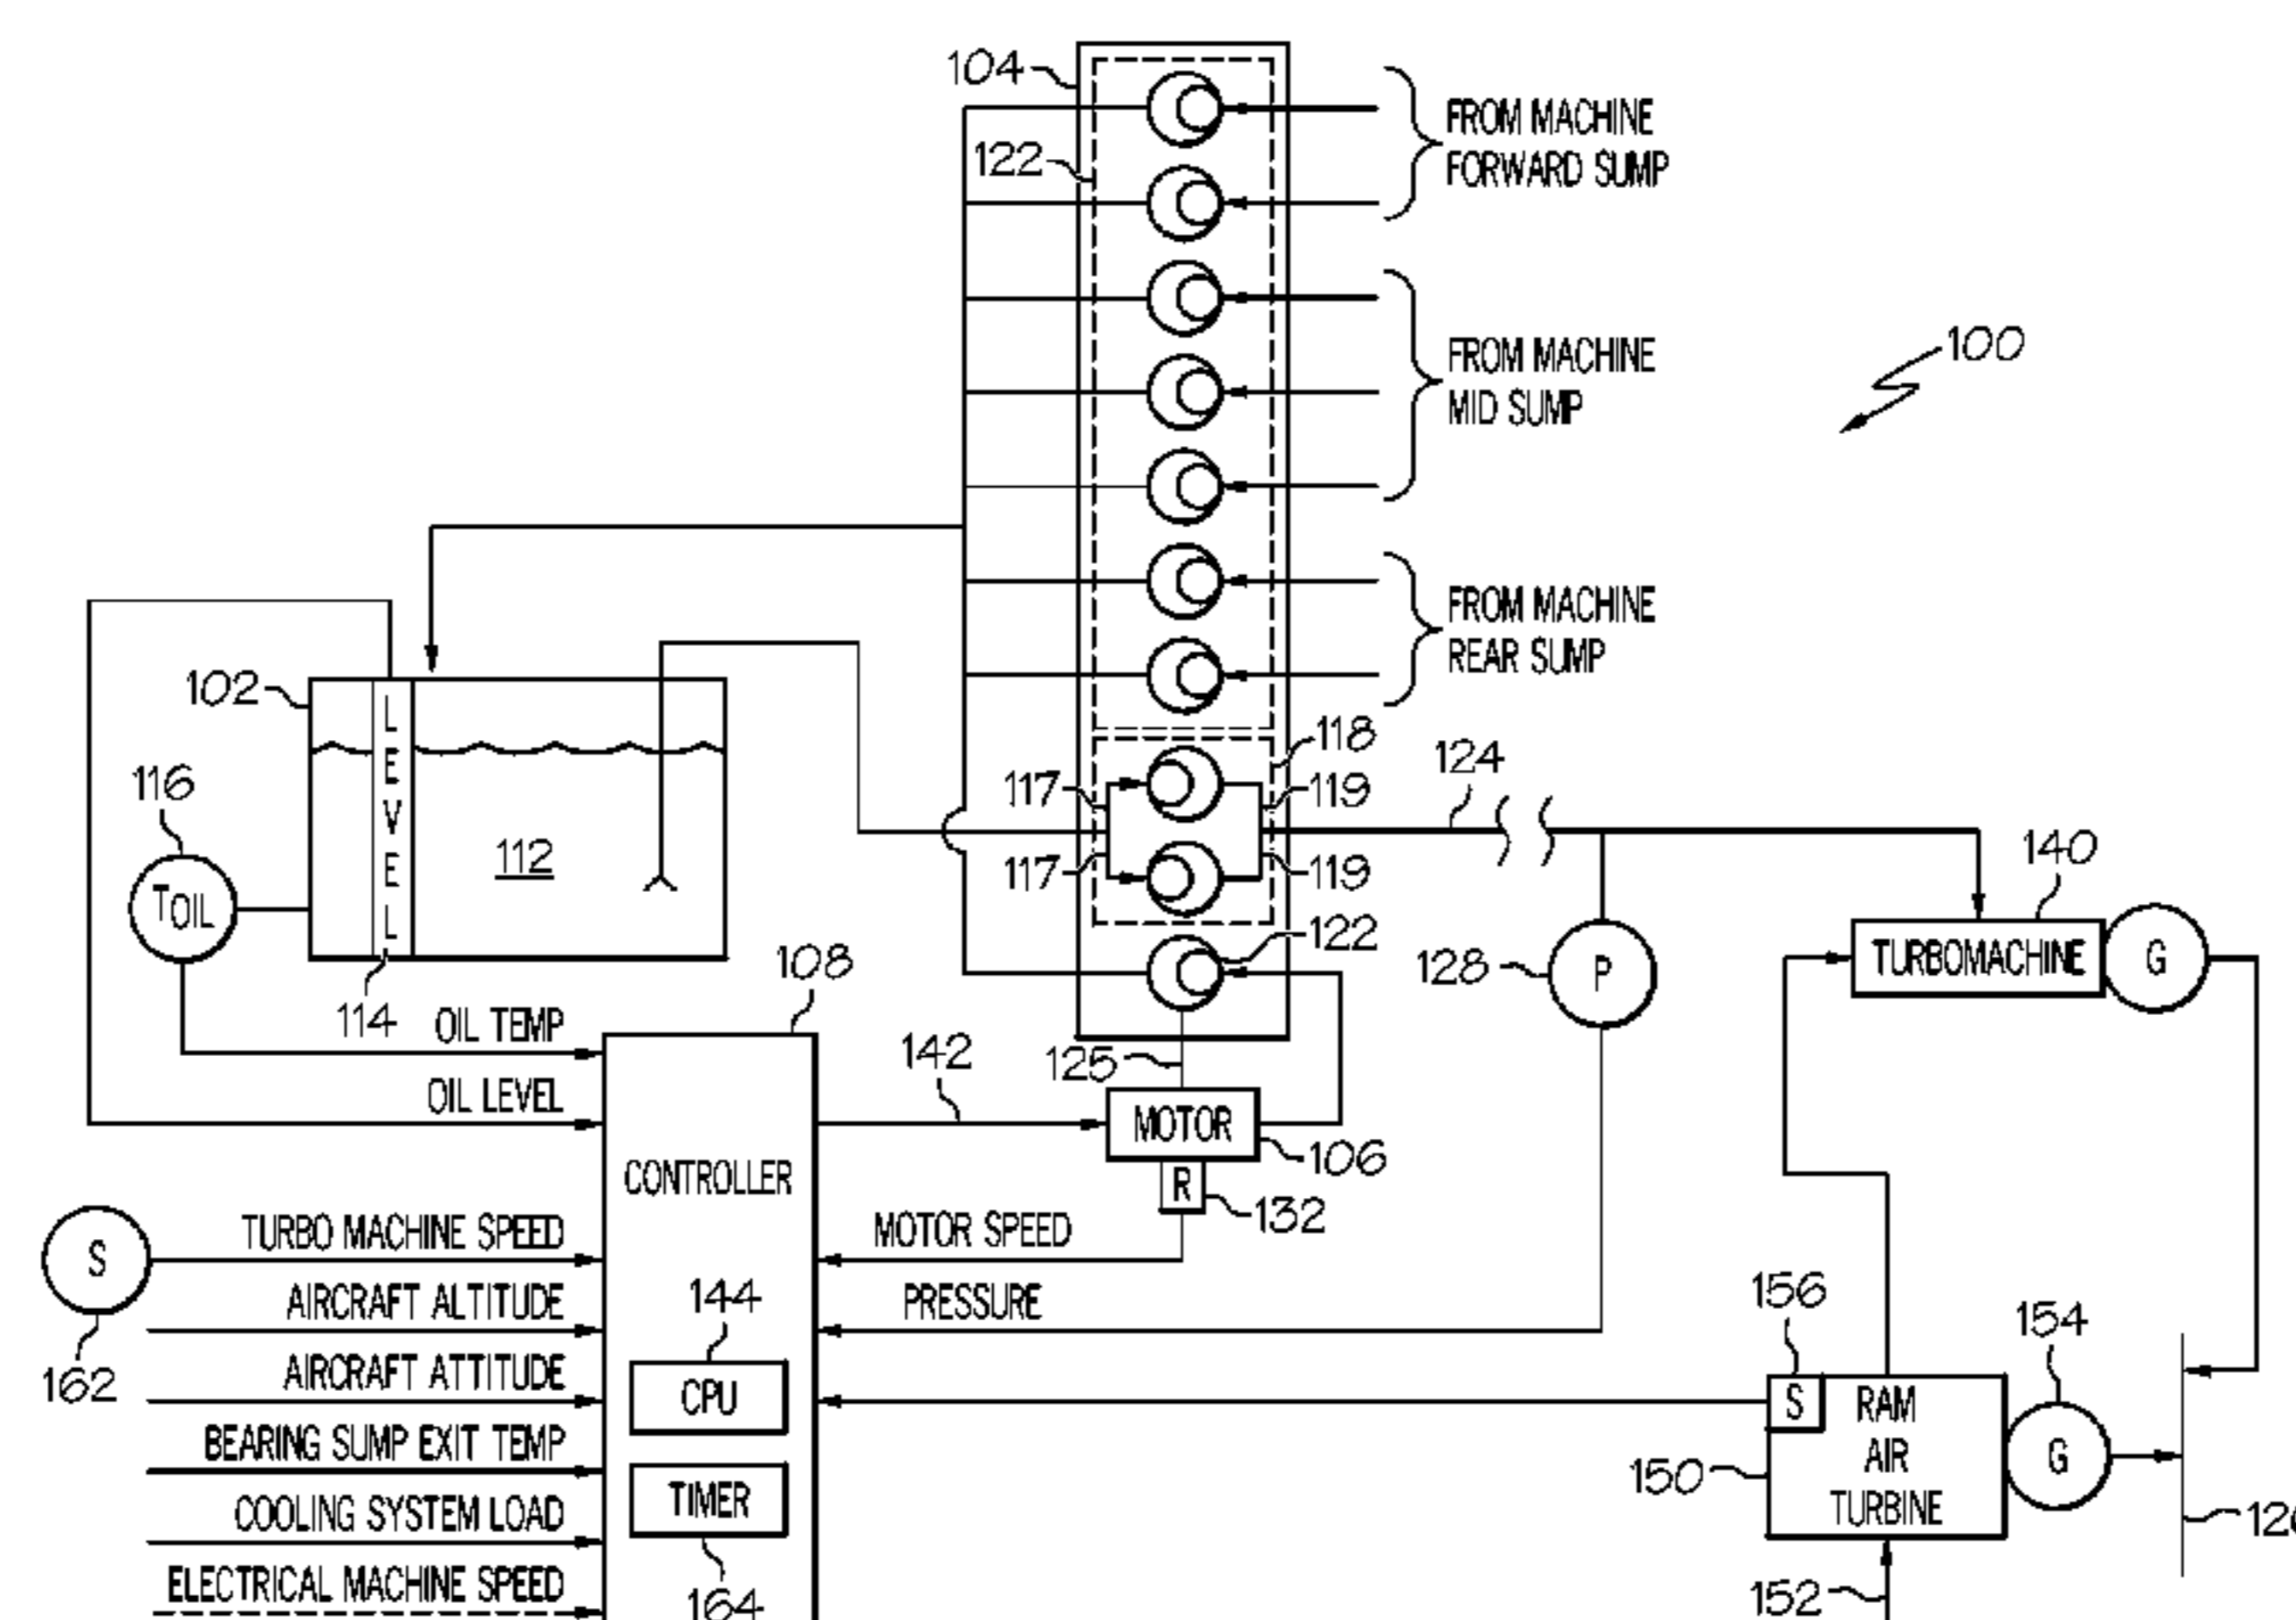 104
122
FROM MACHINE
FORWARD SUMP
FROM MACHINE
MID SUMP
100
FROM MACHINE
REAR SUMP
102
LEVEL
116
TOIL
112
114
117
117
118
119
119
124
122
128
P
140
TURBOMACHINE
G
108
OIL TEMP
OIL LEVEL
142
125
MOTOR
106
R
132
CONTROLLER
S
162
TURBO MACHINE SPEED
MOTOR SPEED
AIRCRAFT ALTITUDE
PRESSURE
AIRCRAFT ATTITUDE
144
CPU
BEARING SUMP EXIT TEMP
COOLING SYSTEM LOAD
TIMER
ELECTRICAL MACHINE SPEED
164
156
S
154
RAM
AIR
TURBINE
G
150
152